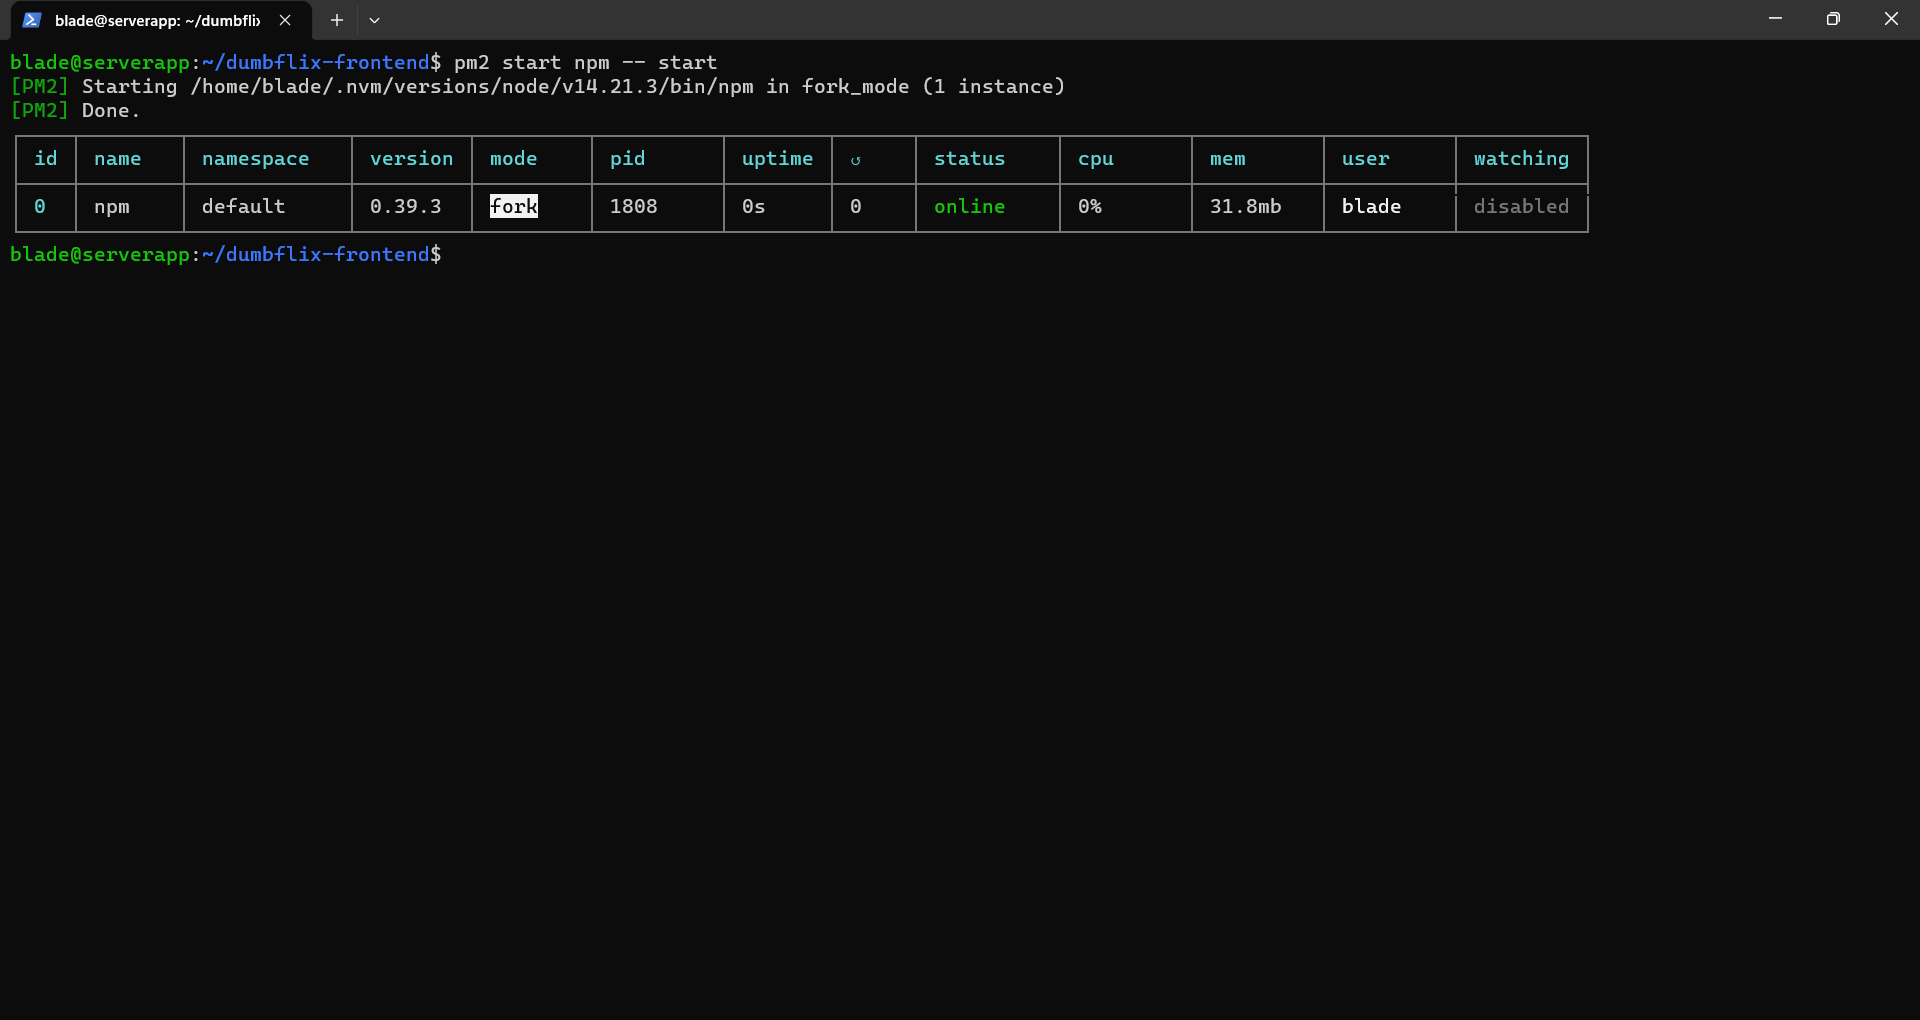 blade@serverapp: ~/dumbflix
blade@serverapp:~/dumbflix-frontend$ pm2 start npm -- start
[PM2] Starting /home/blade/.nvm/versions/node/v14.21.3/bin/npm in fork_mode (1 instance)
[PM2] Done.
id name namespace version mode pid uptime ↺ status cpu mem user watching
0 npm default 0.39.3 fork 1808 0s 0 online 0% 31.8mb blade disabled
blade@serverapp:~/dumbflix-frontend$